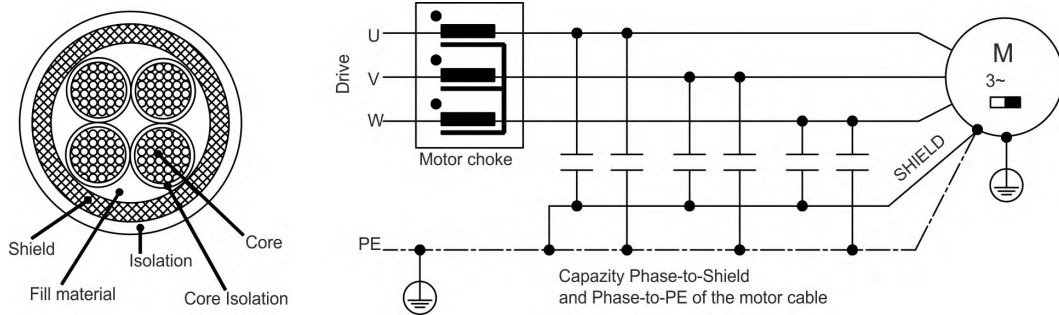 Shield
Fill material
Isolation
Core
Core Isolation
Drive
U
V
W
Motor choke
M
3~
SHIELD
PE
Capazity Phase-to-Shield
and Phase-to-PE of the motor cable